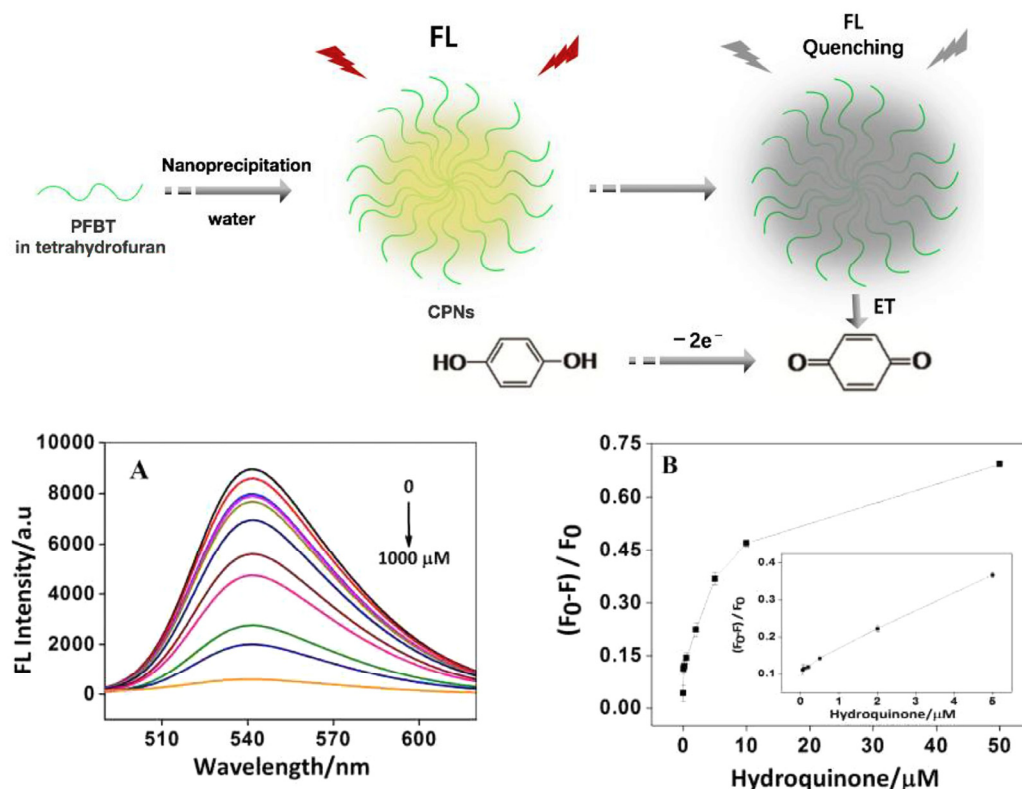 FL
FL
Quenching
Nanoprecipitation
water
PFBT
in tetrahydrofuran
CPNs
ET
HO
OH
− 2e⁻
O
O
A
10000
8000
6000
4000
2000
0
0
1000 μM
FL Intensity/a.u
510
540
570
600
Wavelength/nm
B
0.75
0.60
0.45
0.30
0.15
0.00
(F₀-F) / F₀
0
10
20
30
40
50
Hydroquinone/μM
0.4
0.3
0.2
0.1
(F₀-F) / F₀
0
1
2
3
4
5
Hydroquinone/μM